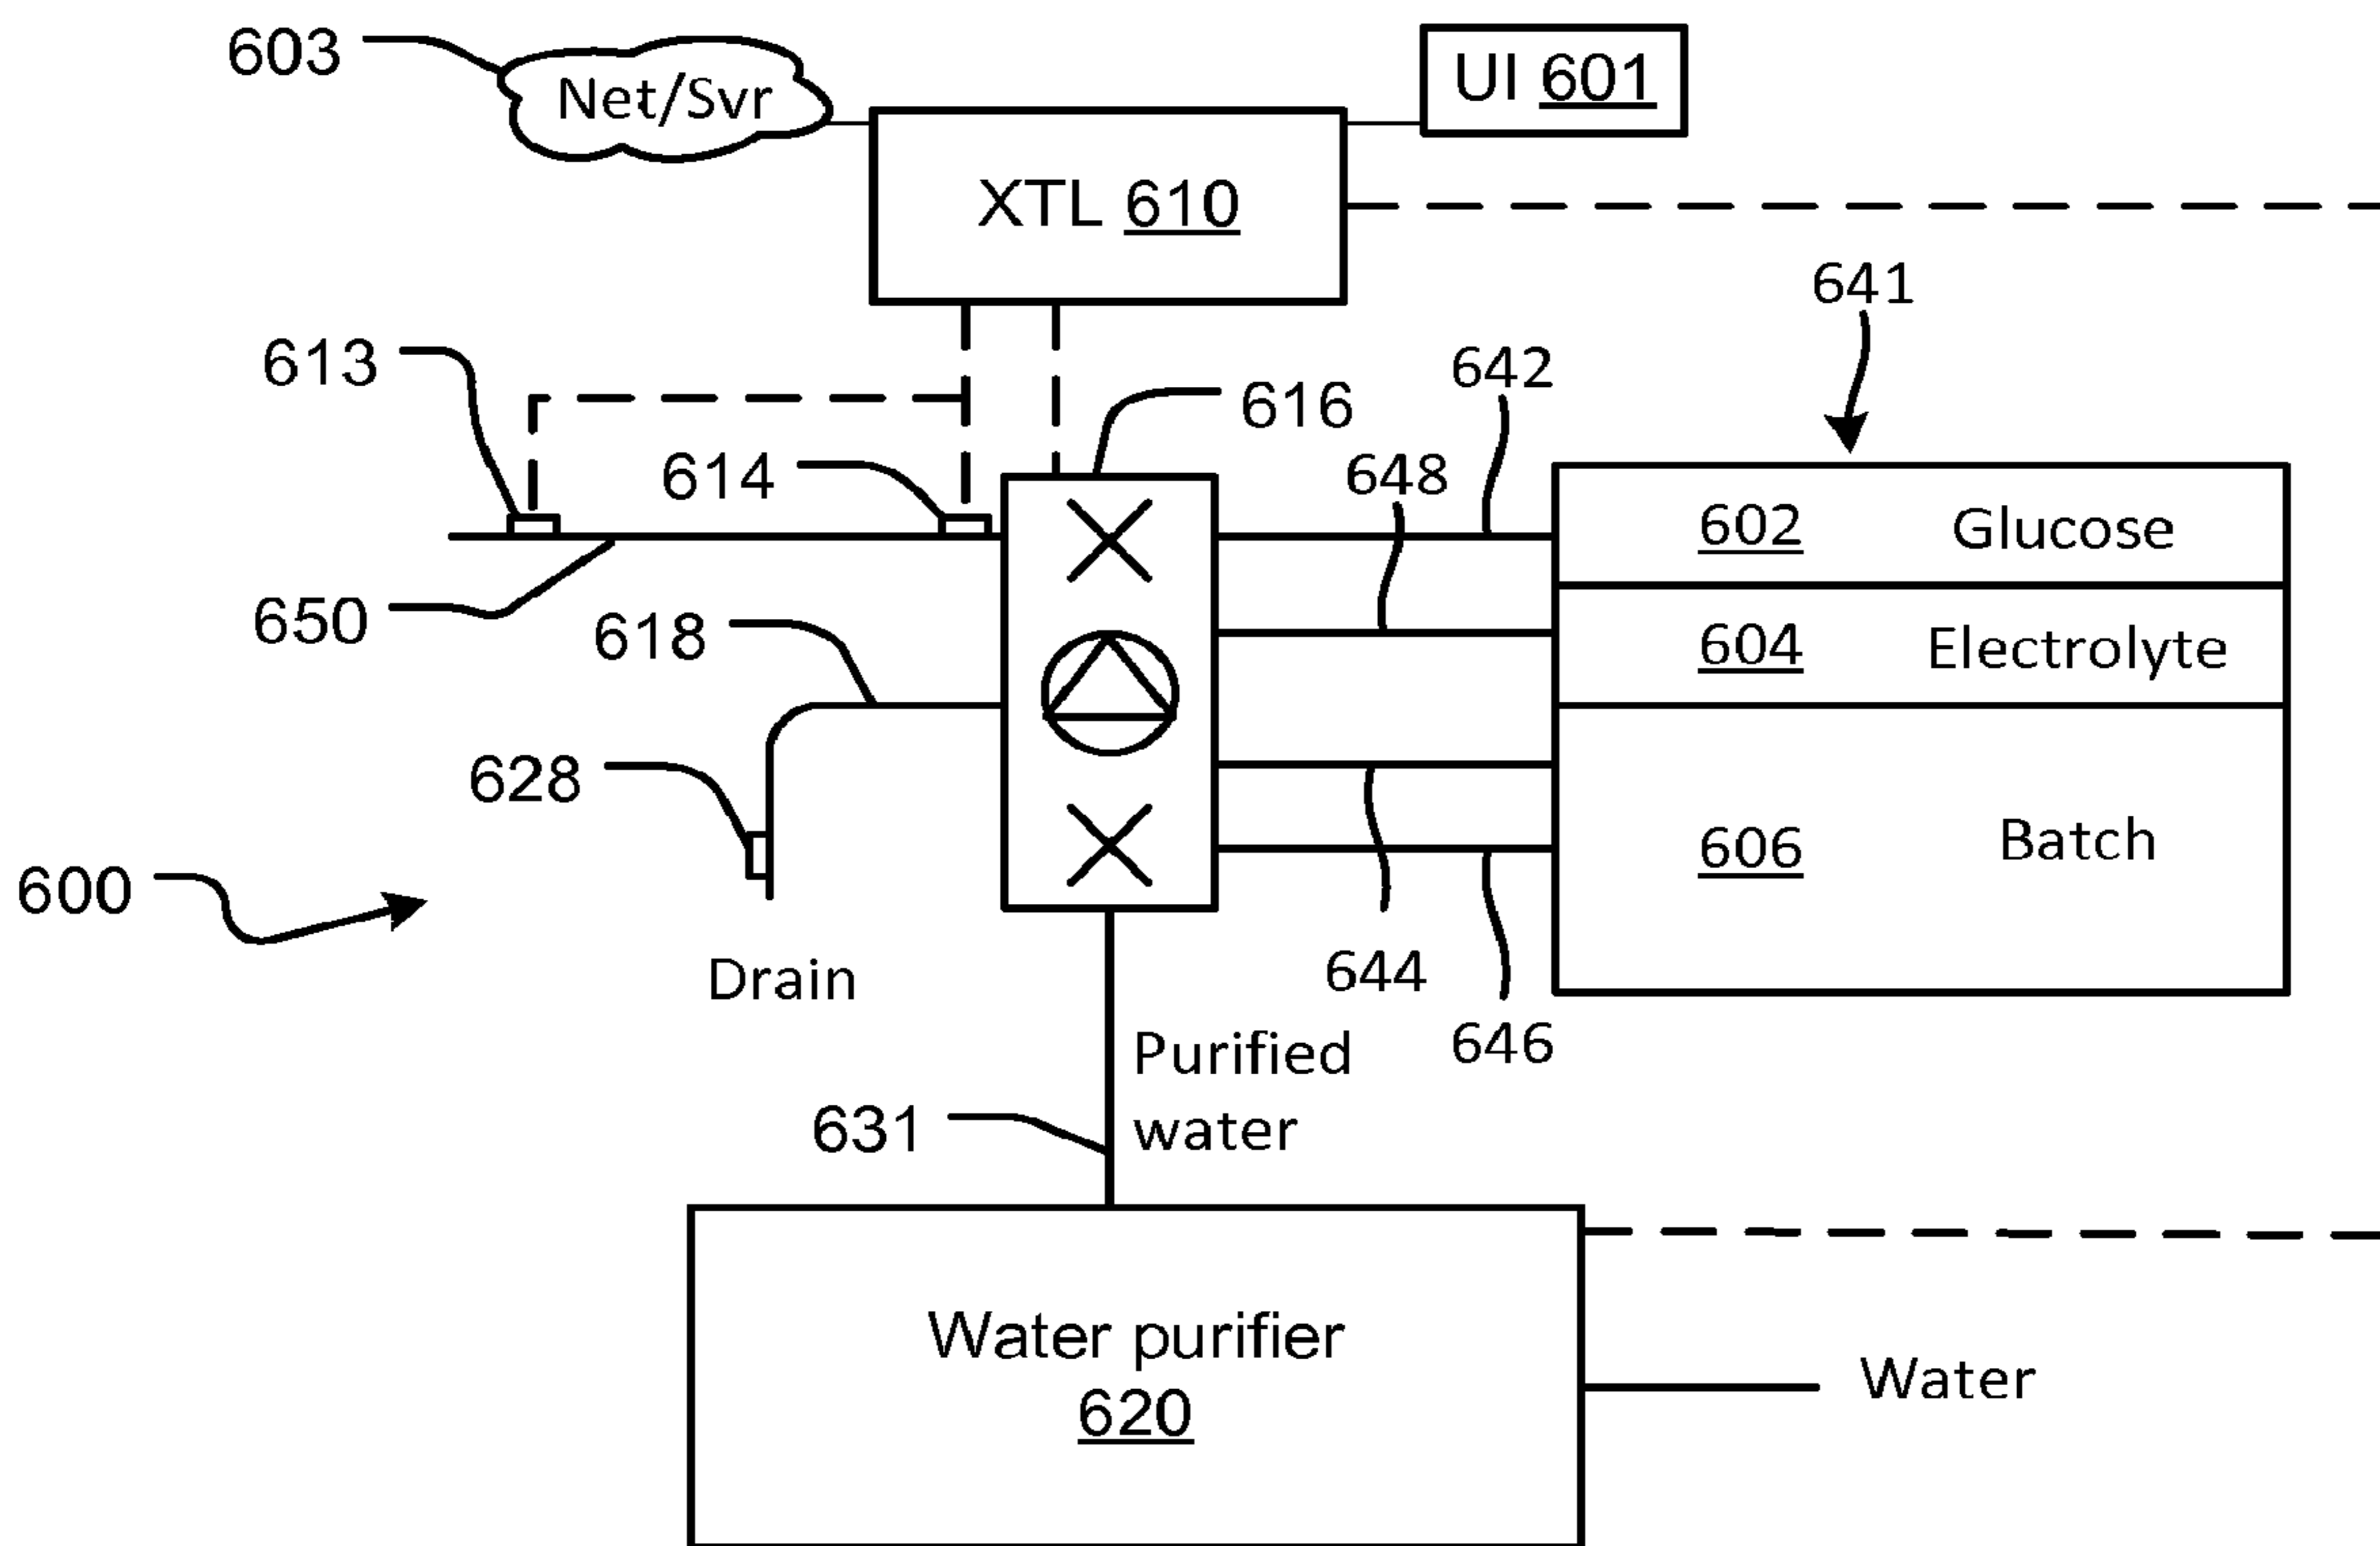 603
Net/Svr
UI 601
XTL 610
641
613
642
616
614
648
602 Glucose
650
618
604 Electrolyte
628
606 Batch
600
Drain
644
646
Purified
water
631
Water purifier
620
Water